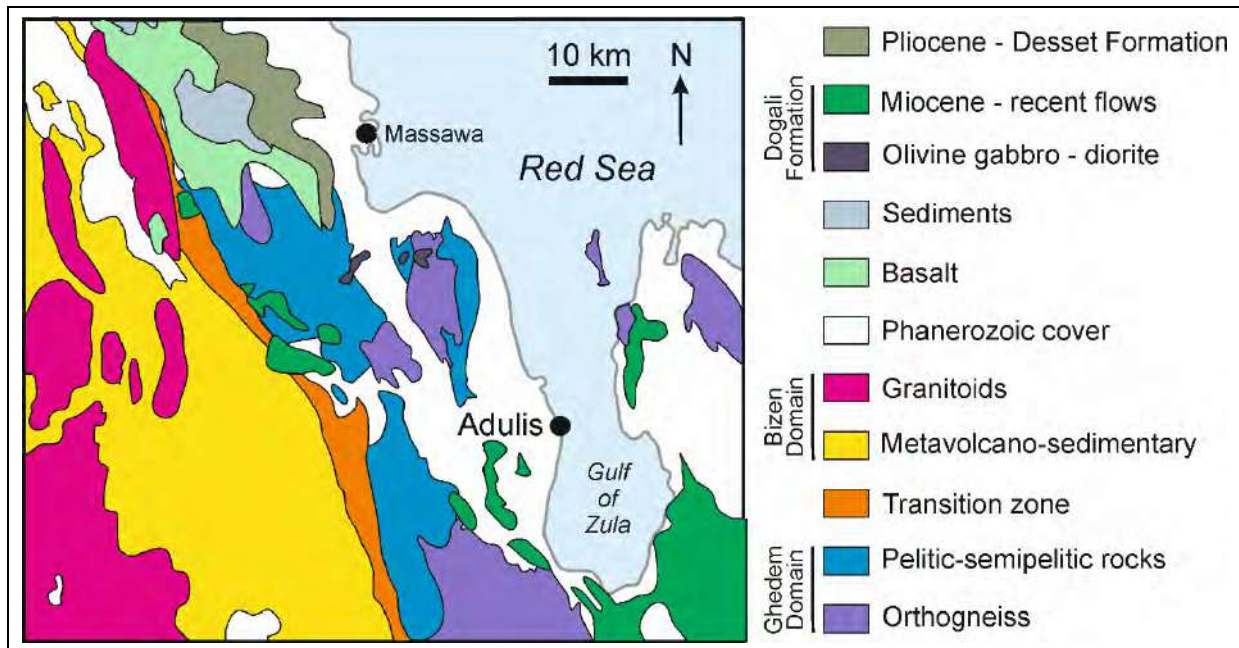 10 km
N
Massawa
Red Sea
Adulis
Gulf
of
Zula
Pliocene - Desset Formation
Dogali
Formation
Miocene - recent flows
Olivine gabbro - diorite
Sediments
Basalt
Phanerozoic cover
Bizen
Domain
Granitoids
Metavolcano-sedimentary
Transition zone
Ghedem
Domain
Pelitic-semipelitic rocks
Orthogneiss